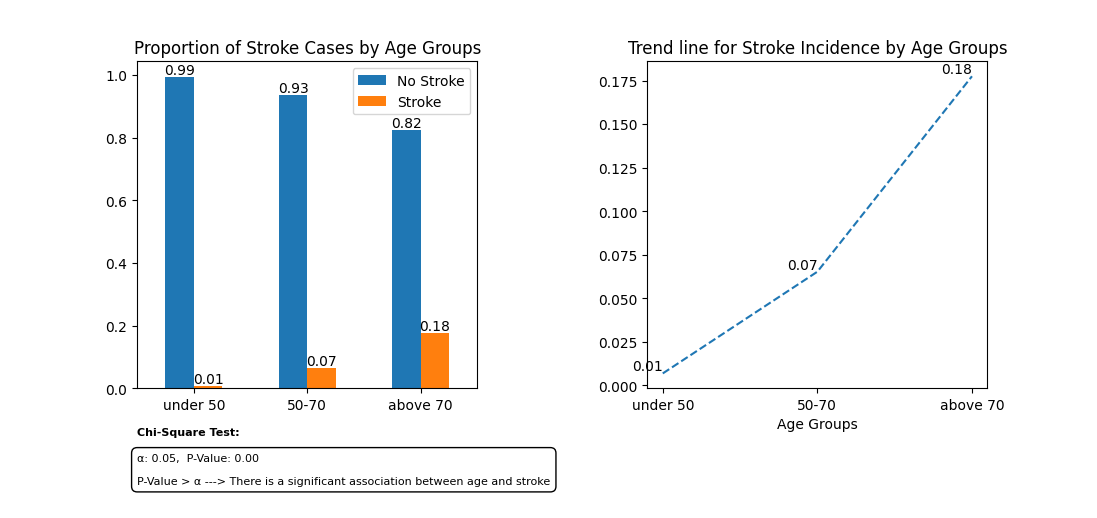 Proportion of Stroke Cases by Age Groups
No Stroke
Stroke
1.0
0.8
0.6
0.4
0.2
0.0
0.99
0.01
0.93
0.07
0.82
0.18
under 50
50-70
above 70
Chi-Square Test:
α: 0.05,  P-Value: 0.00
P-Value > α ---> There is a significant association between age and stroke
Trend line for Stroke Incidence by Age Groups
0.175
0.150
0.125
0.100
0.075
0.050
0.025
0.000
0.01
0.07
0.18
under 50
50-70
above 70
Age Groups